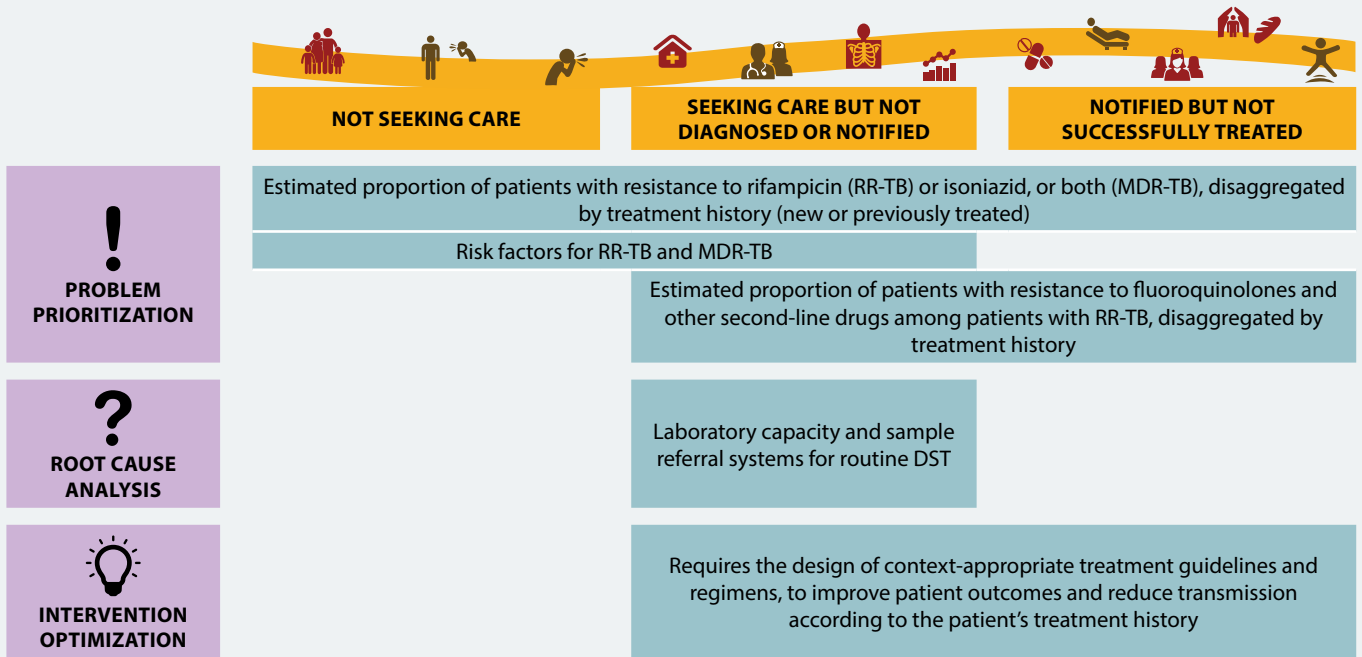 NOT SEEKING CARE
SEEKING CARE BUT NOT
DIAGNOSED OR NOTIFIED
NOTIFIED BUT NOT
SUCCESSFULLY TREATED
PROBLEM
PRIORITIZATION
Estimated proportion of patients with resistance to rifampicin (RR-TB) or isoniazid, or both (MDR-TB), disaggregated
by treatment history (new or previously treated)
Risk factors for RR-TB and MDR-TB
Estimated proportion of patients with resistance to fluoroquinolones and
other second-line drugs among patients with RR-TB, disaggregated by
treatment history
ROOT CAUSE
ANALYSIS
Laboratory capacity and sample
referral systems for routine DST
INTERVENTION
OPTIMIZATION
Requires the design of context-appropriate treatment guidelines and
regimens, to improve patient outcomes and reduce transmission
according to the patient’s treatment history